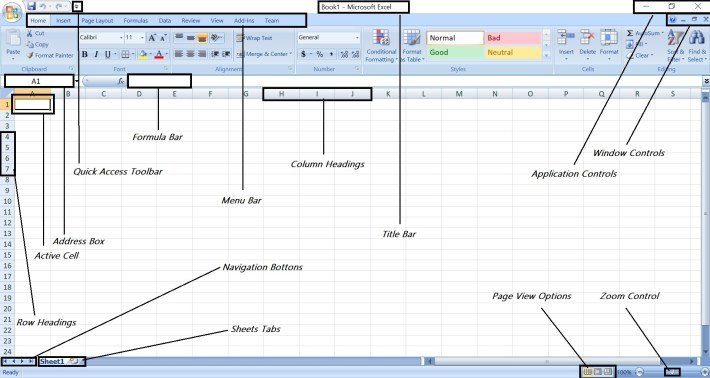 Book1 - Microsoft Excel
Home Insert Page Layout Formulas Data Review View Add-Ins Team
Paste
Cut
Copy
Format Painter
Clipboard
Calibri 11
B I U
Font
Wrap Text
Merge & Center
Alignment
General
$ % ,
Number
Conditional Formatting
Format as Table
Normal Bad
Good Neutral
Styles
Insert Delete Format
Cells
AutoSum
Fill
Clear
Sort & Filter
Find & Select
Editing
A1 fx
A B C D E G H I J K L M N O P Q R S
1
2
3
4
5
6
7
8
9
10
11
12
13
14
15
16
17
18
19
20
21
22
23
24
Formula Bar
Window Controls
Column Headings
Quick Access Toolbar
Application Controls
Menu Bar
Title Bar
Address Box
Active Cell
Navigation Bottons
Page View Options
Zoom Control
Row Headings
Sheets Tabs
Sheet1
Ready
100%